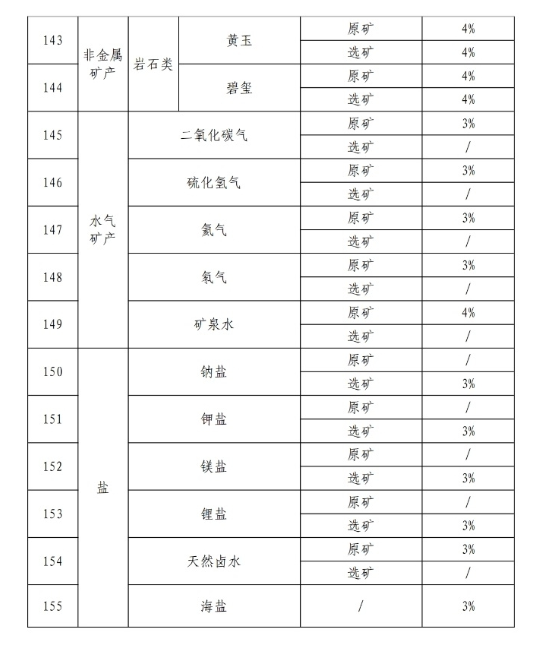 143 非金属矿产 岩石类 黄玉 原矿 4%
选矿 4%
144 碧玺 原矿 4%
选矿 4%
145 水气矿产 二氧化碳气 原矿 3%
选矿 /
146 硫化氢气 原矿 3%
选矿 /
147 氦气 原矿 3%
选矿 /
148 氡气 原矿 3%
选矿 /
149 矿泉水 原矿 4%
选矿 /
150 盐 钠盐 原矿 /
选矿 3%
151 钾盐 原矿 /
选矿 3%
152 镁盐 原矿 /
选矿 3%
153 锂盐 原矿 /
选矿 3%
154 天然卤水 原矿 3%
选矿 /
155 海盐 / 3%